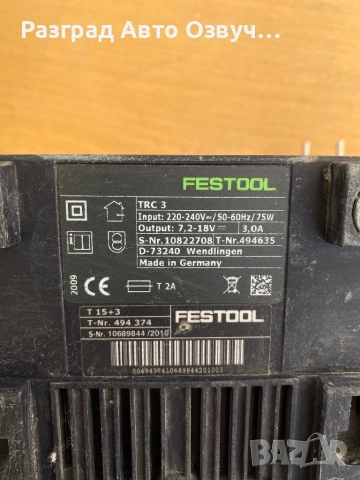 Разград Авто Озвуч...
FESTOOL
TRC 3
Input: 220-240V~/50-60Hz/75W
Output: 7,2-18V⎓ 3,0A
S-Nr.10822708 T-Nr.494635
D-73240 Wendlingen
Made in Germany
2009
CE
T 2A
T 15+3
T-Nr. 494 374
S-Nr. 10689844 /2010
FESTOOL
BAZAR